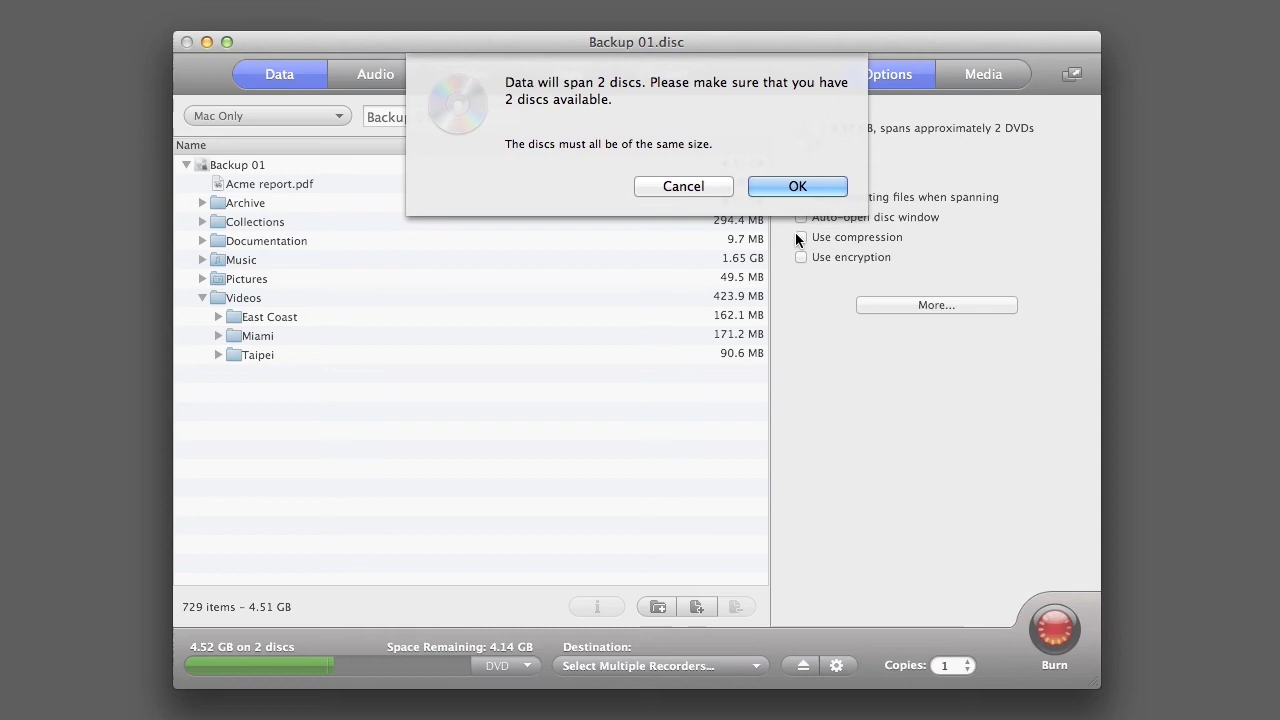 Backup 01.disc
Data
Audio
Options
Media
Data will span 2 discs. Please make sure that you have
2 discs available.
The discs must all be of the same size.
Cancel
OK
Mac Only
Backup
spans approximately 2 DVDs
Name
Backup 01
Acme report.pdf
files when spanning
Archive
Auto-open disc window
Collections
294.4 MB
Use compression
Documentation
9.7 MB
Use encryption
Music
1.65 GB
Pictures
49.5 MB
Videos
423.9 MB
More...
East Coast
162.1 MB
Miami
171.2 MB
Taipei
90.6 MB
729 items - 4.51 GB
4.52 GB on 2 discs
Space Remaining: 4.14 GB
Destination:
DVD
Select Multiple Recorders...
Copies:
1
Burn